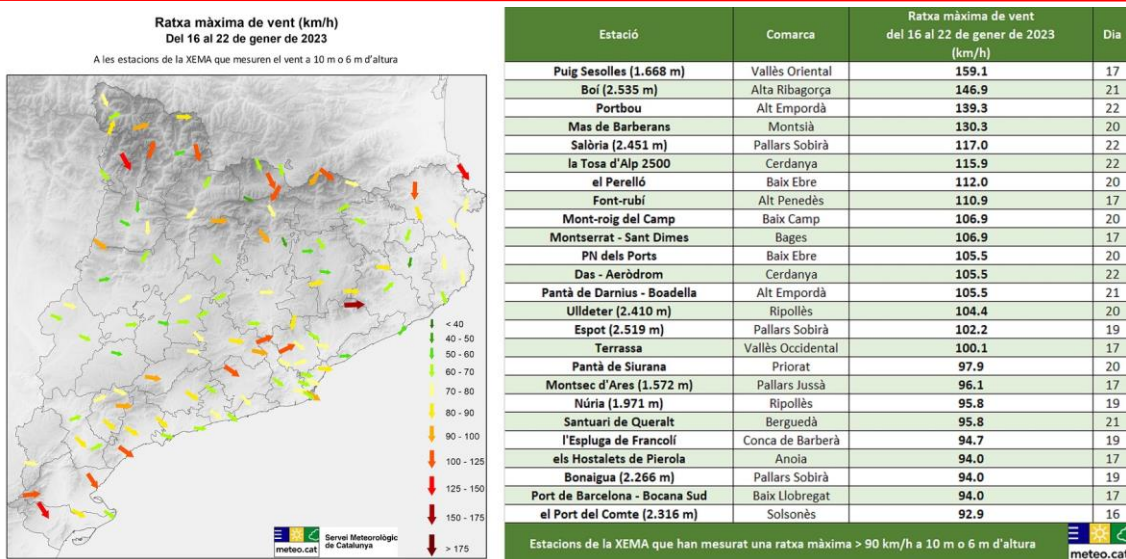 Ratxa màxima de vent (km/h)
Del 16 al 22 de gener de 2023
A les estacions de la XEMA que mesuren el vent a 10 m o 6 m d'altura
< 40
40 - 50
50 - 60
60 - 70
70 - 80
80 - 90
90 - 100
100 - 125
125 - 150
150 - 175
> 175
meteo.cat
Servei Meteorològic
de Catalunya
Estació Comarca Ratxa màxima de vent del 16 al 22 de gener de 2023 (km/h) Dia
Puig Sesolles (1.668 m) Vallès Oriental 159.1 17
Boí (2.535 m) Alta Ribagorça 146.9 21
Portbou Alt Empordà 139.3 22
Mas de Barberans Montsià 130.3 20
Salòria (2.451 m) Pallars Sobirà 117.0 22
la Tosa d'Alp 2500 Cerdanya 115.9 22
el Perelló Baix Ebre 112.0 20
Font-rubí Alt Penedès 110.9 17
Mont-roig del Camp Baix Camp 106.9 20
Montserrat - Sant Dimes Bages 106.9 17
PN dels Ports Baix Ebre 105.5 20
Das - Aeròdrom Cerdanya 105.5 22
Pantà de Darnius - Boadella Alt Empordà 105.5 21
Ulldeter (2.410 m) Ripollès 104.4 20
Espot (2.519 m) Pallars Sobirà 102.2 19
Terrassa Vallès Occidental 100.1 17
Pantà de Siurana Priorat 97.9 20
Montsec d'Ares (1.572 m) Pallars Jussà 96.1 17
Núria (1.971 m) Ripollès 95.8 19
Santuari de Queralt Berguedà 95.8 21
l'Espluga de Francolí Conca de Barberà 94.7 19
els Hostalets de Pierola Anoia 94.0 17
Bonaigua (2.266 m) Pallars Sobirà 94.0 19
Port de Barcelona - Bocana Sud Baix Llobregat 94.0 17
el Port del Comte (2.316 m) Solsonès 92.9 16
Estacions de la XEMA que han mesurat una ratxa màxima > 90 km/h a 10 m o 6 m d'altura
meteo.cat